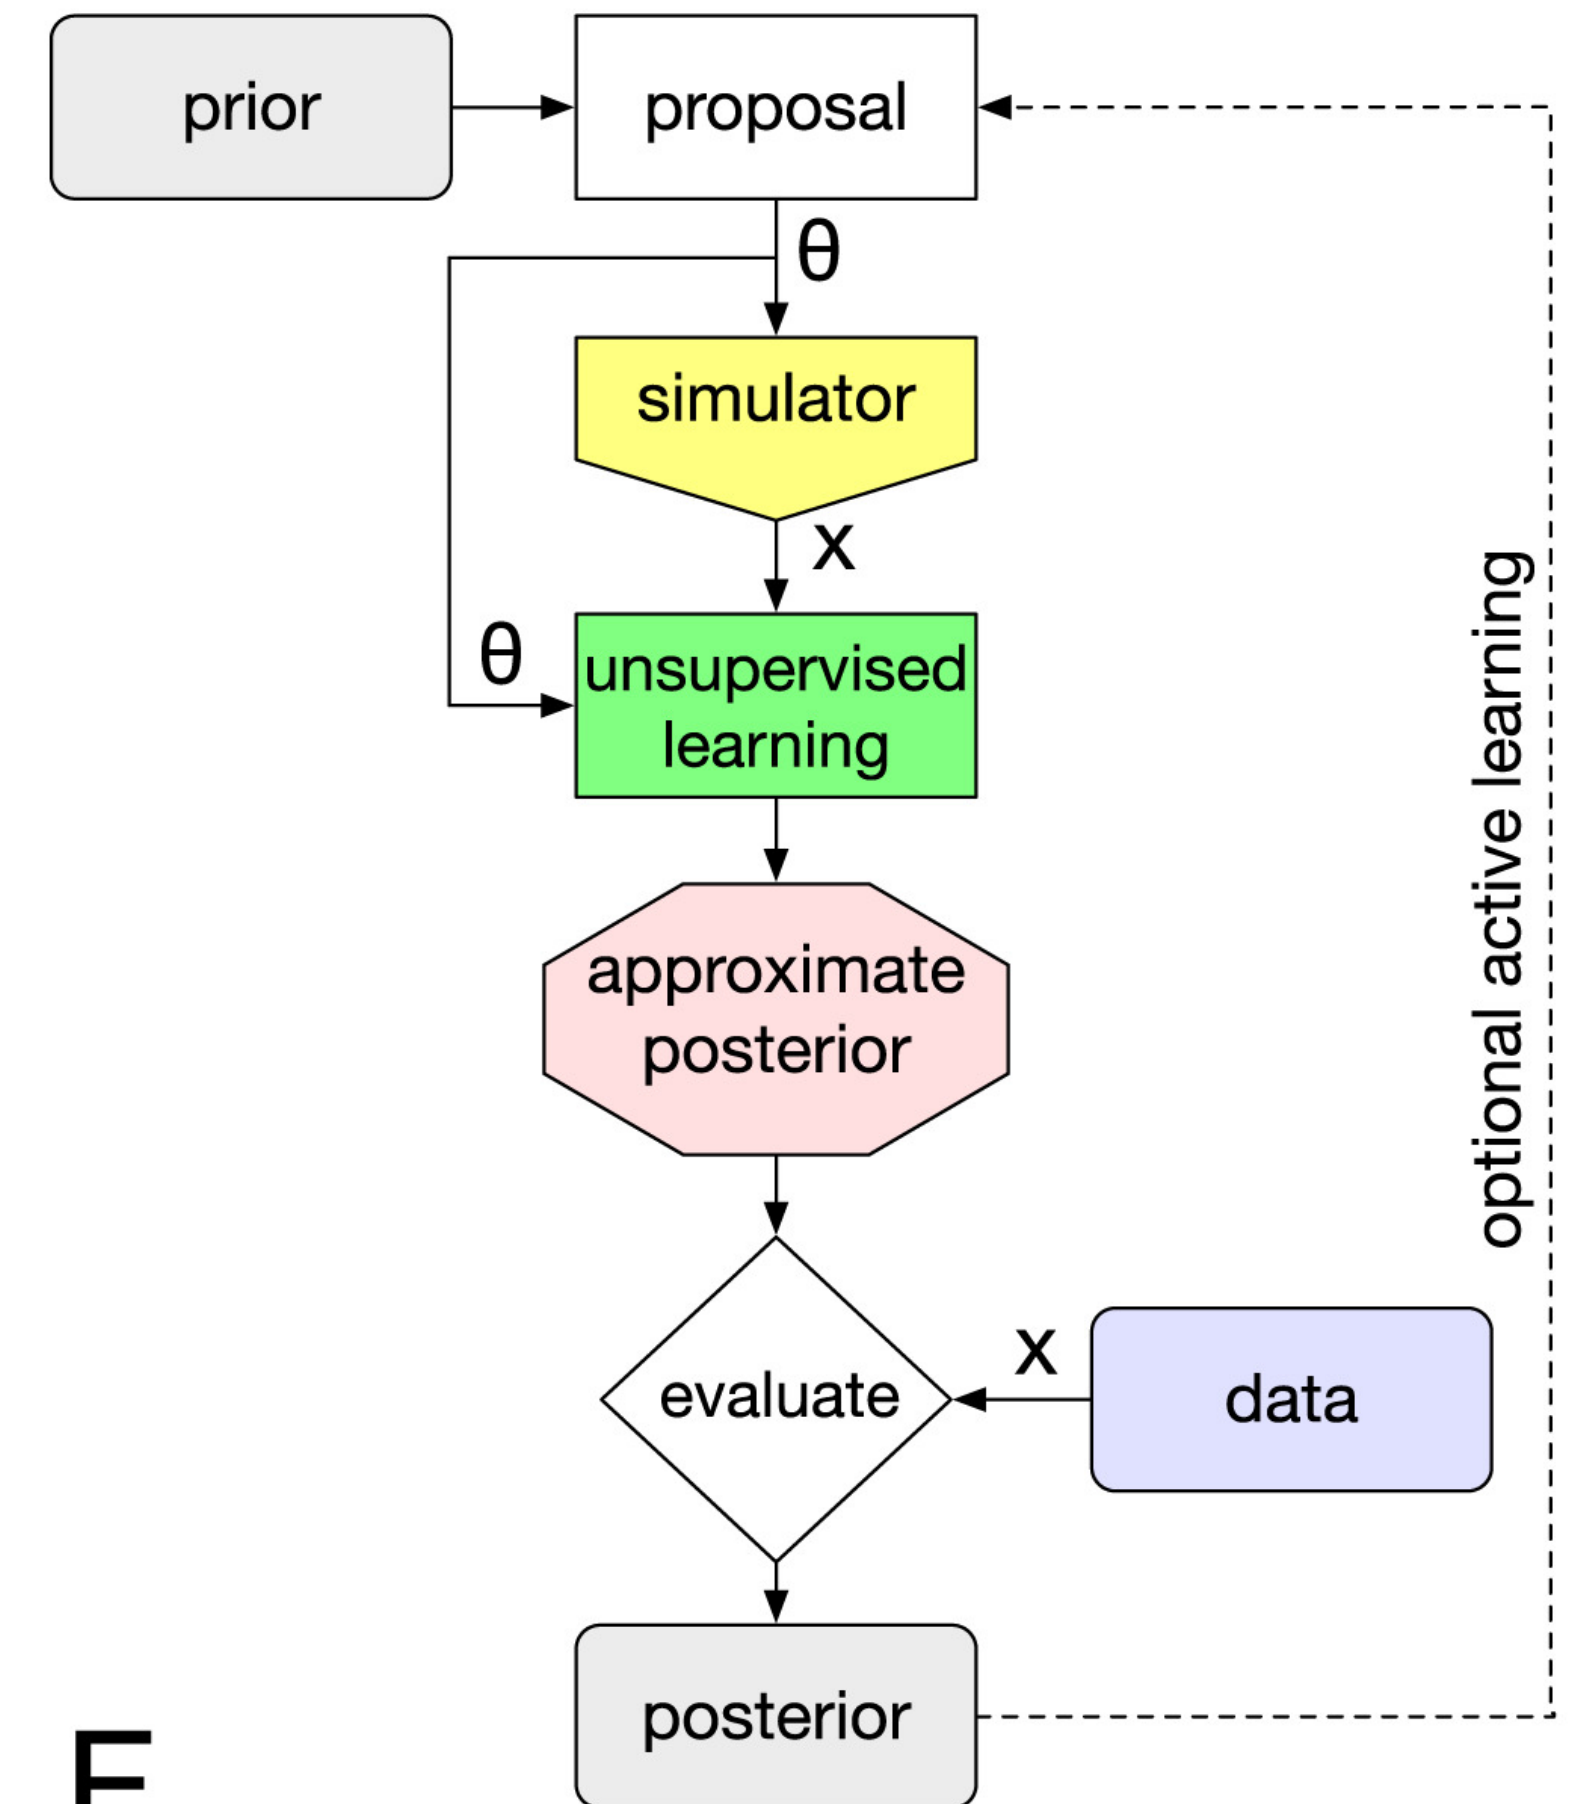 prior
proposal
θ
simulator
x
θ
unsupervised
learning
approximate
posterior
optional active learning
evaluate
x
data
posterior